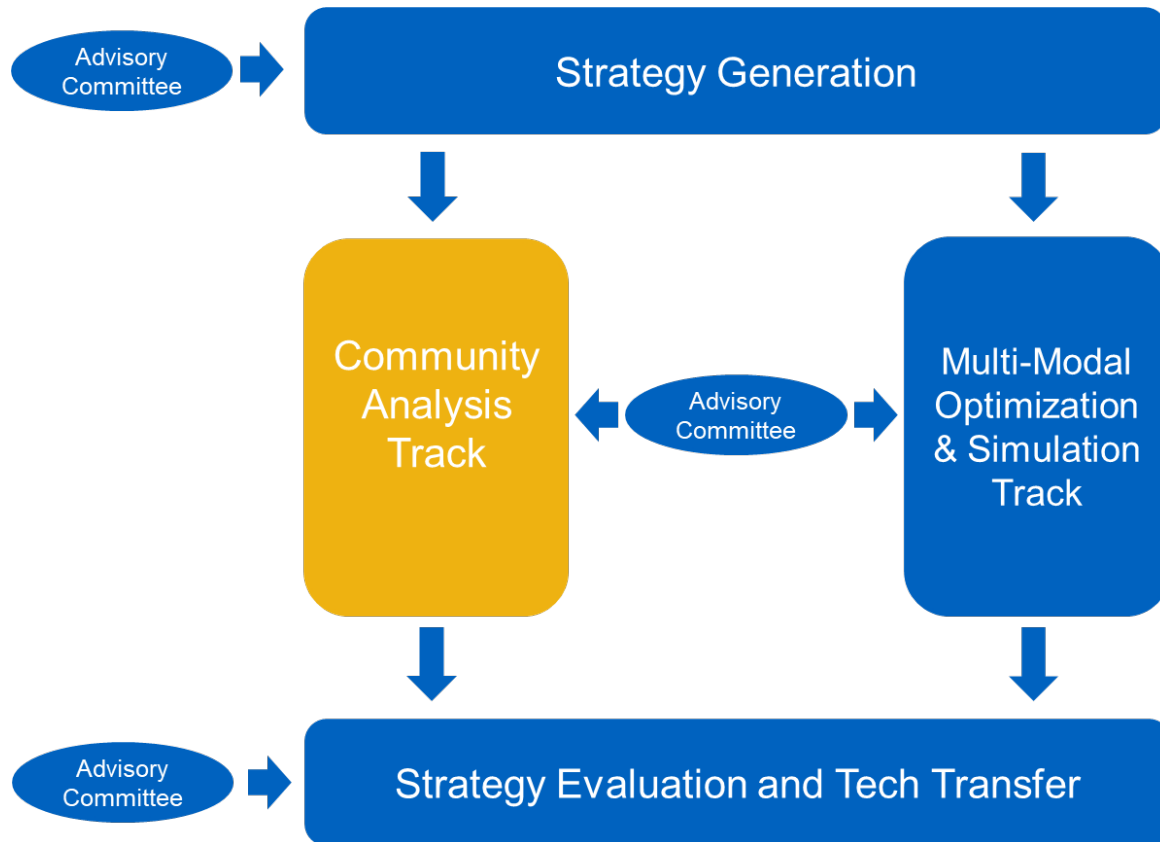 Advisory
Committee
Strategy Generation
Community
Analysis
Track
Advisory
Committee
Multi-Modal
Optimization
& Simulation
Track
Advisory
Committee
Strategy Evaluation and Tech Transfer